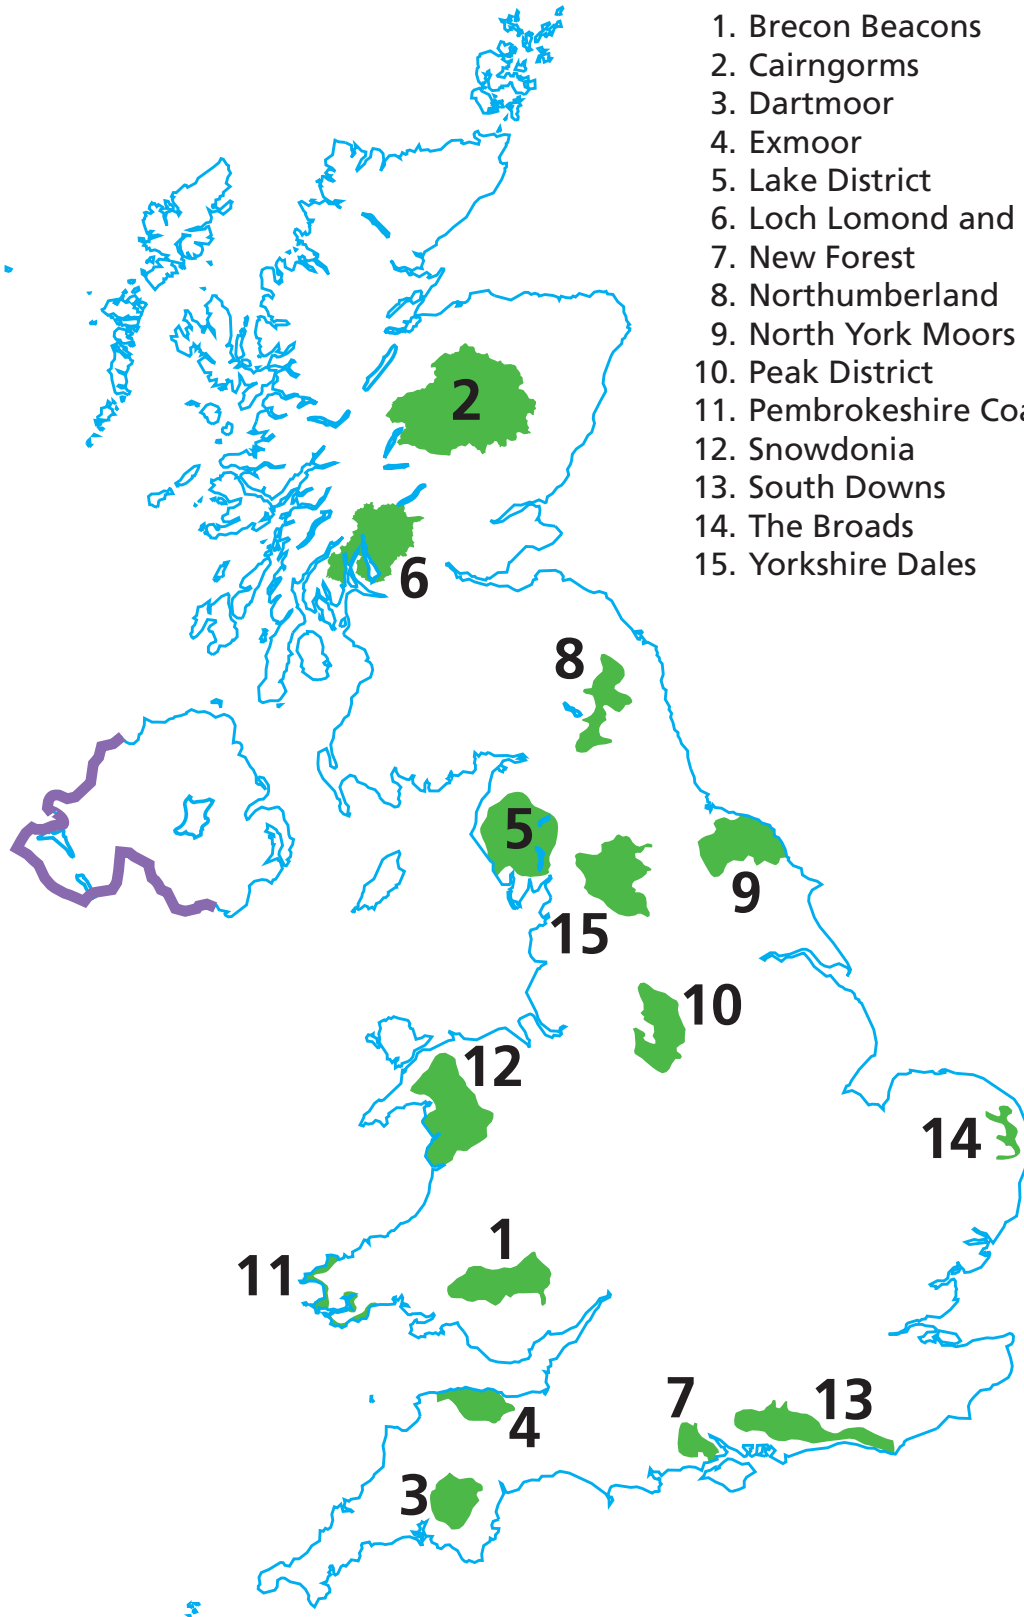 1. Brecon Beacons
2. Cairngorms
3. Dartmoor
4. Exmoor
5. Lake District
6. Loch Lomond and
7. New Forest
8. Northumberland
9. North York Moors
10. Peak District
11. Pembrokeshire Coa
12. Snowdonia
13. South Downs
14. The Broads
15. Yorkshire Dales
2
6
8
5
9
15
10
12
14
1
11
7
13
4
3